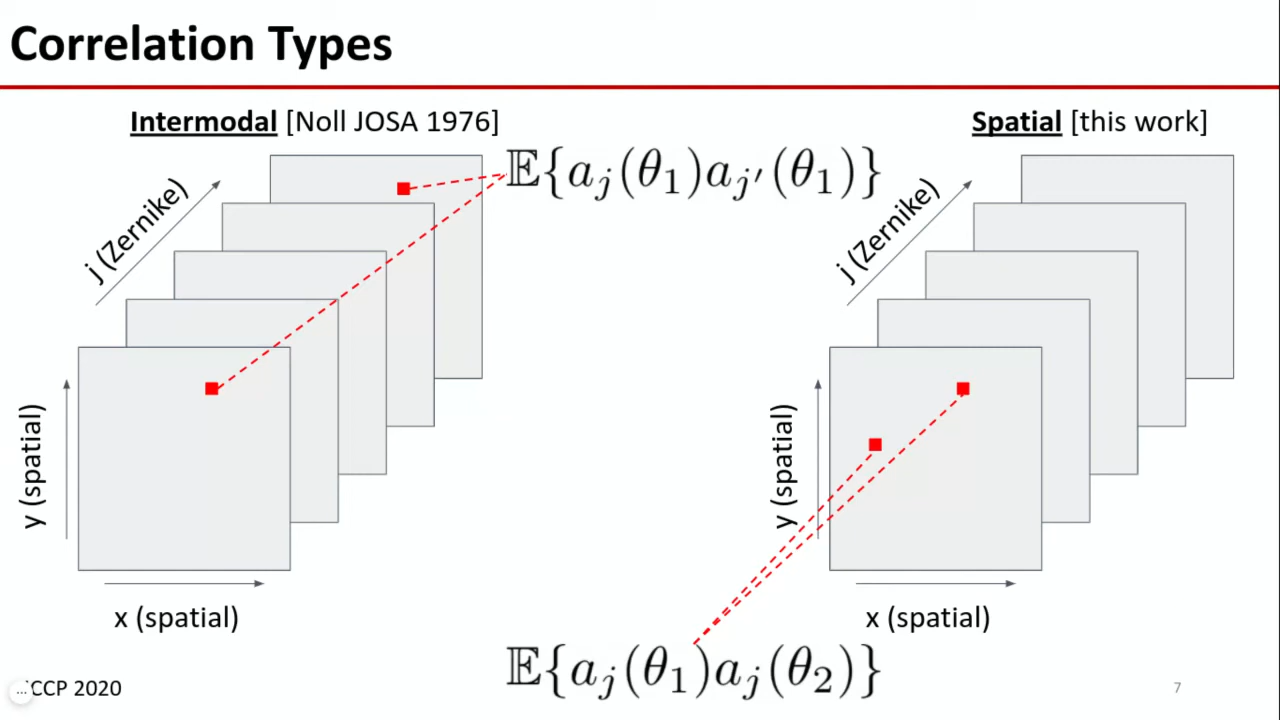 Correlation Types
Intermodal [Noll JOSA 1976]
Spatial [this work]
𝔼{a_j(θ_1)a_{j'}(θ_1)}
j (Zernike)
j (Zernike)
y (spatial)
y (spatial)
x (spatial)
x (spatial)
𝔼{a_j(θ_1)a_j(θ_2)}
...
CCP 2020
7